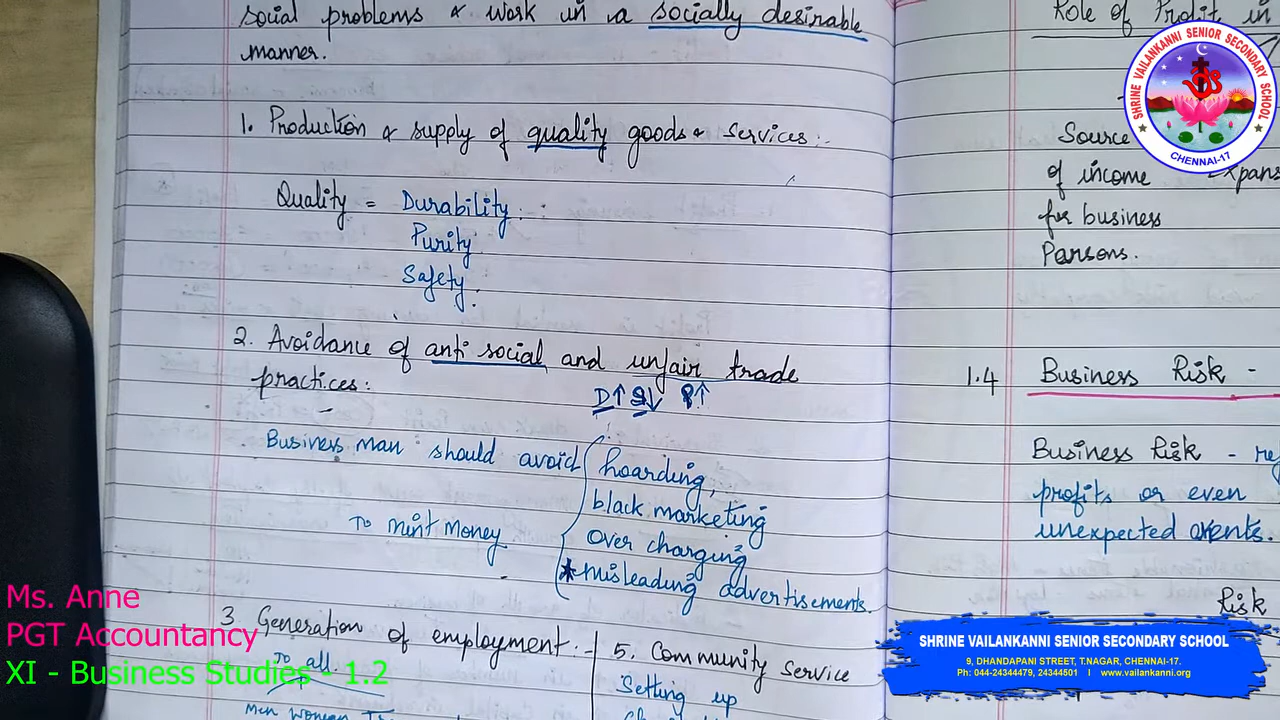 social problems & work in a socially desirable
manner.
1. Production & supply of quality goods & services:-
Quality = Durability.
Purity
Safety.
2. Avoidance of anti social and unfair trade
practices:
D↑ S↓ P↑
Business man should avoid
hoarding,
black marketing
To mint money
over charging
* misleading advertisements.
3. Generation of employment:-
To all.
Men women
5. Community service
Setting up
Role of Profit in
Source
of income
for business
Persons.
Expans
1.4 Business Risk -
Business Risk - ref
profits or even
unexpected events.
Risk
SHRINE VAILANKANNI SENIOR SECONDARY SCHOOL
CHENNAI-17
Ms. Anne
PGT Accountancy
XI - Business Studies - 1.2
SHRINE VAILANKANNI SENIOR SECONDARY SCHOOL
9, DHANDAPANI STREET, T.NAGAR, CHENNAI-17.
Ph: 044-24344479, 24344501 I www.vailankanni.org